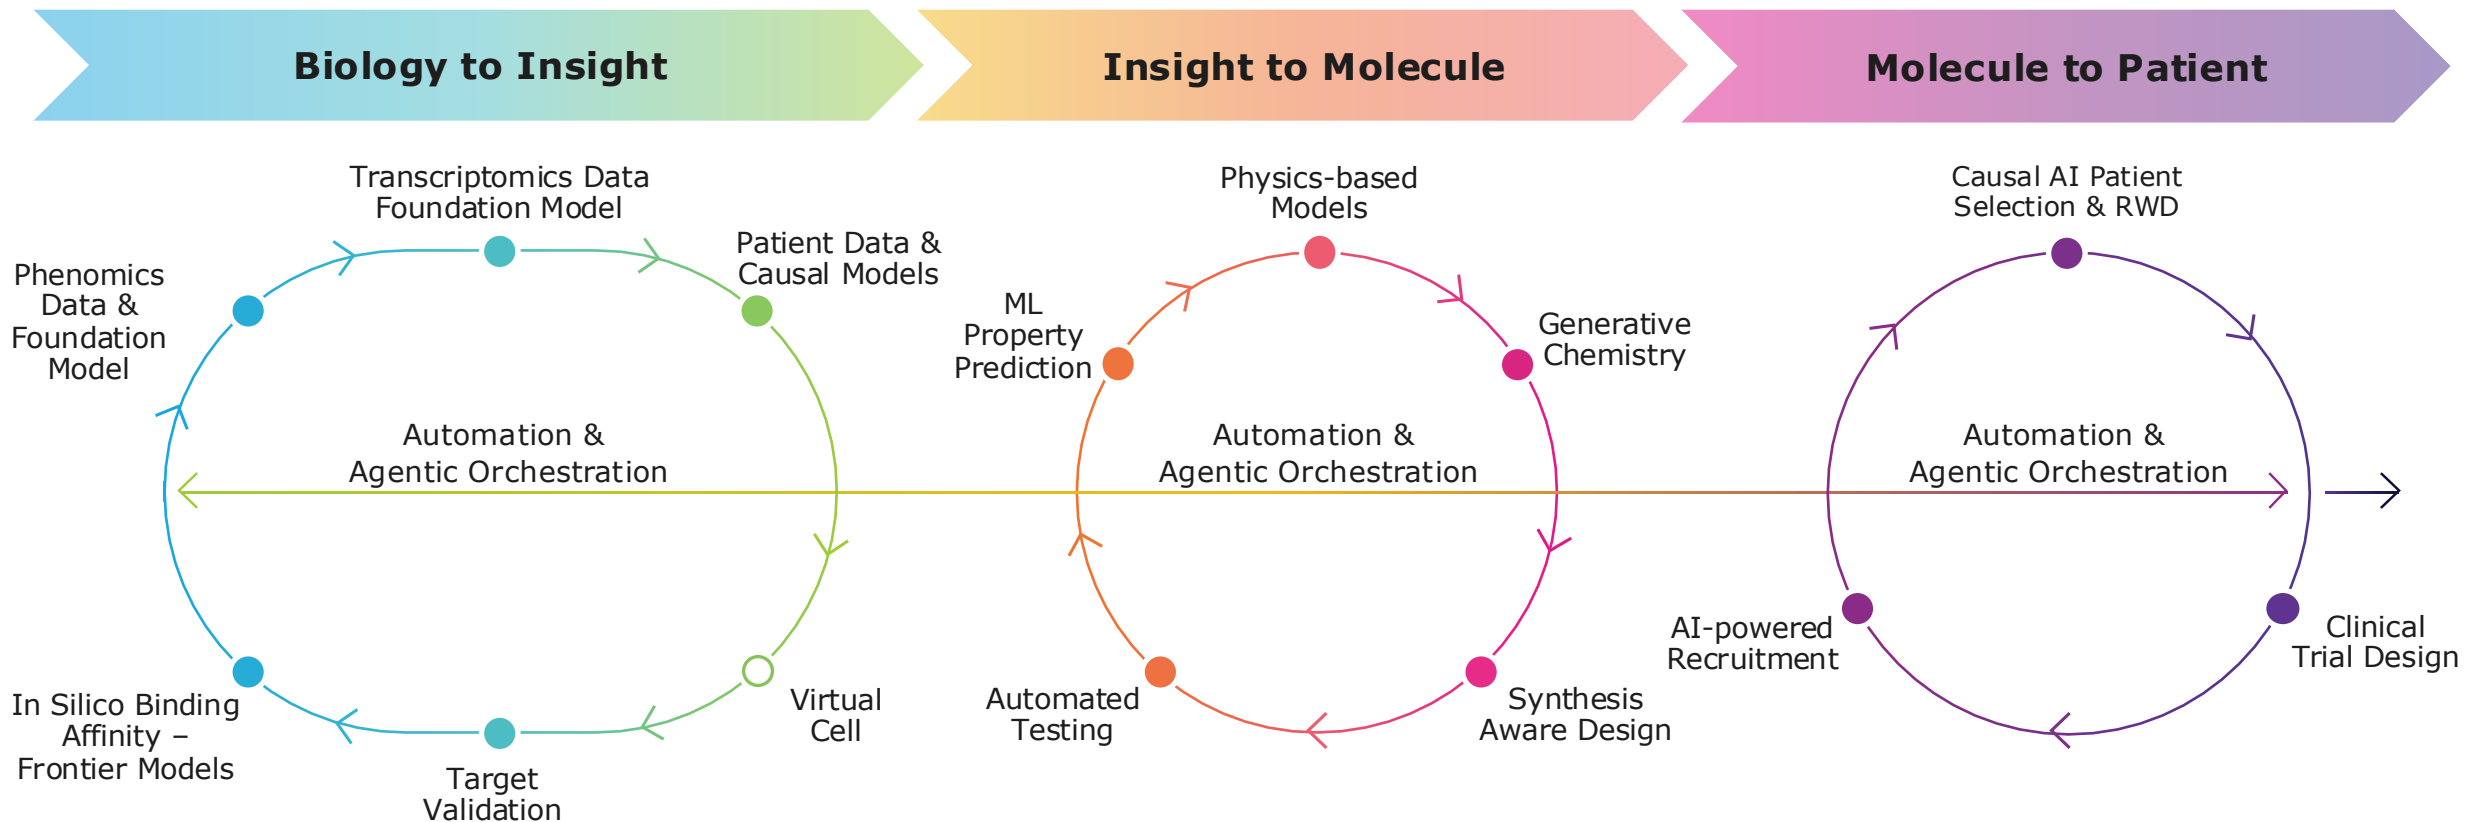 Biology to Insight
Insight to Molecule
Molecule to Patient
Transcriptomics Data
Foundation Model
Patient Data &
Causal Models
Phenomics
Data &
Foundation
Model
Automation &
Agentic Orchestration
In Silico Binding
Affinity –
Frontier Models
Target
Validation
Virtual
Cell
Physics-based
Models
ML
Property
Prediction
Generative
Chemistry
Automation &
Agentic Orchestration
Automated
Testing
Synthesis
Aware Design
Causal AI Patient
Selection & RWD
Automation &
Agentic Orchestration
AI-powered
Recruitment
Clinical
Trial Design